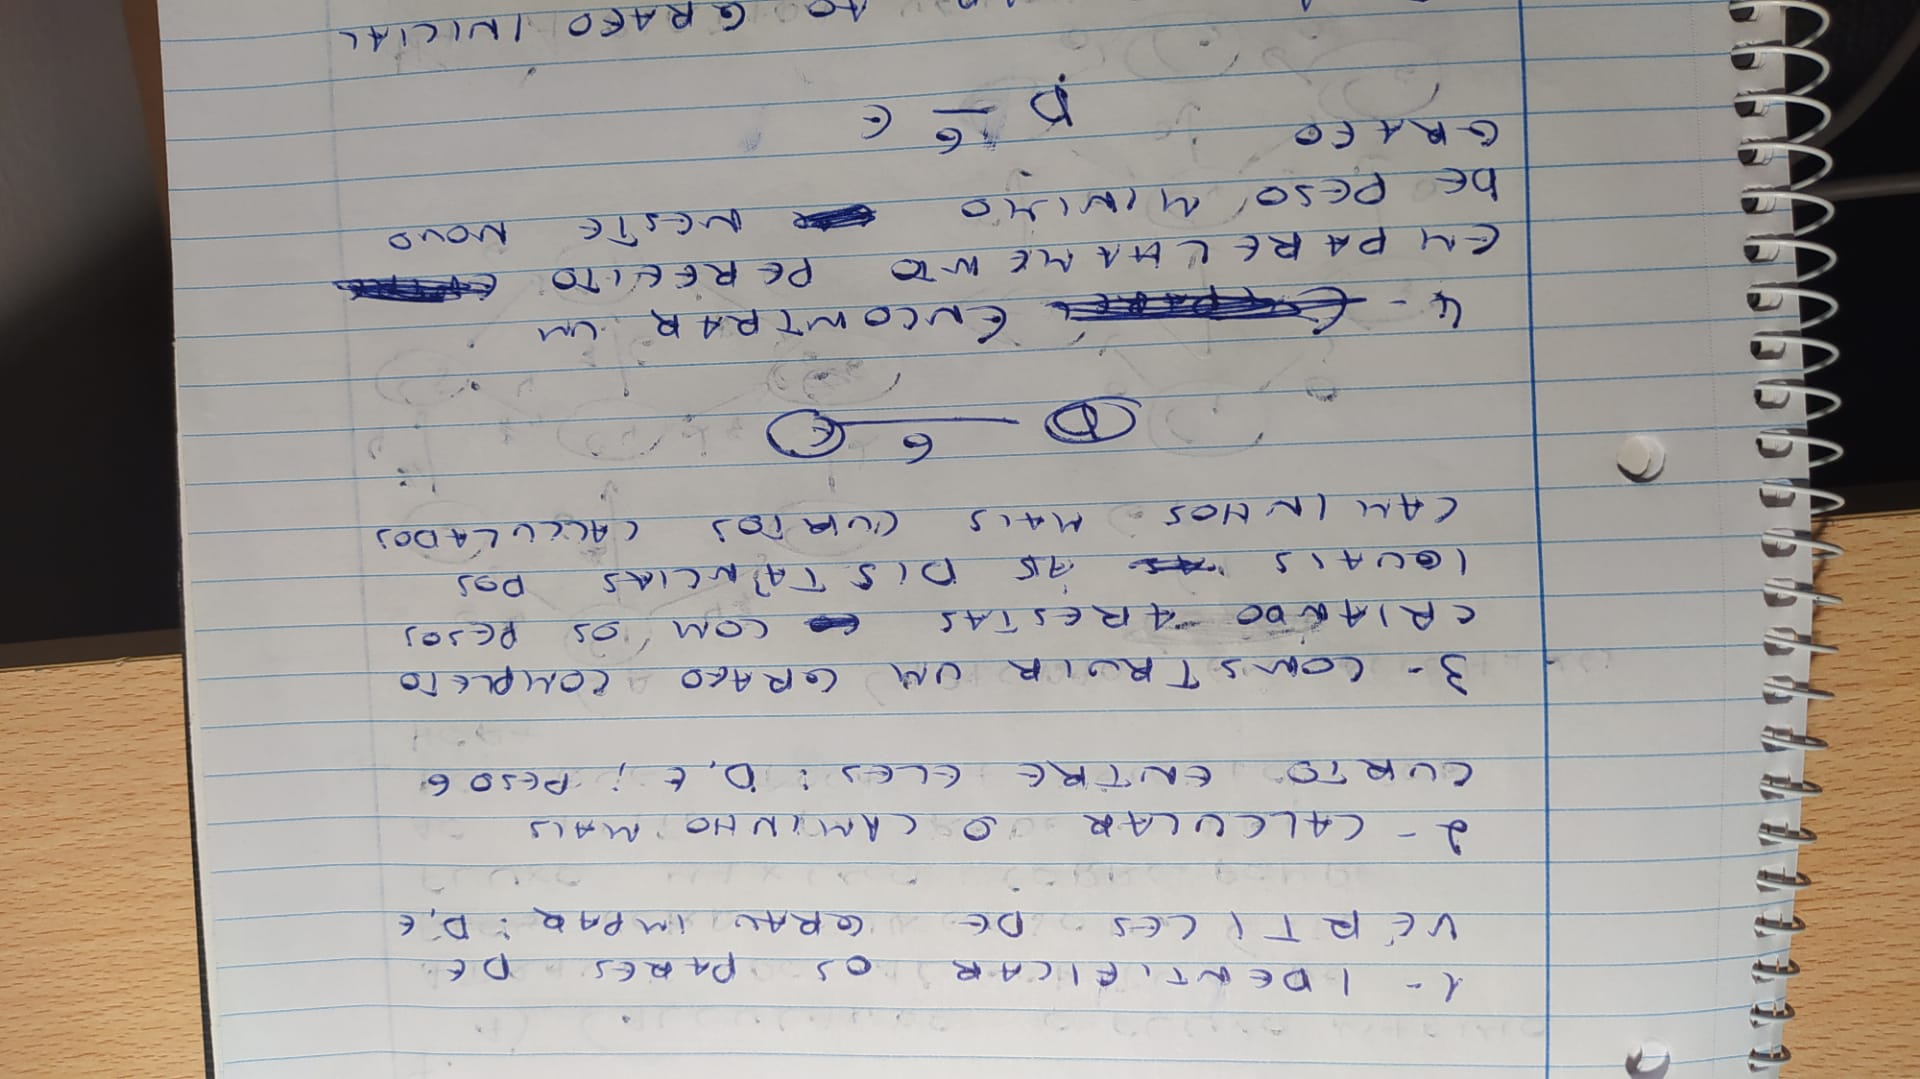 1- IDENTIFICAR OS PARES DE
VÉRTICES DE GRAU IMPAR: D, E
2- CALCULAR O CAMINHO MAIS
CURTO ENTRE ELES: D, E; PESO 6
3- CONSTRUIR UM GRAFO COMPLETO
CRIANDO ARESTAS COM OS PESOS
IGUAIS ÀS DISTÂNCIAS DOS
CAMINHOS MAIS CURTOS CALCULADOS
D 6 E
4- ENCONTRAR UM
EMPARELHAMENTO PERFEITO
DE PESO MINIMO NESTE NOVO
GRAFO
D 6 E
AO GRAFO INICIAL